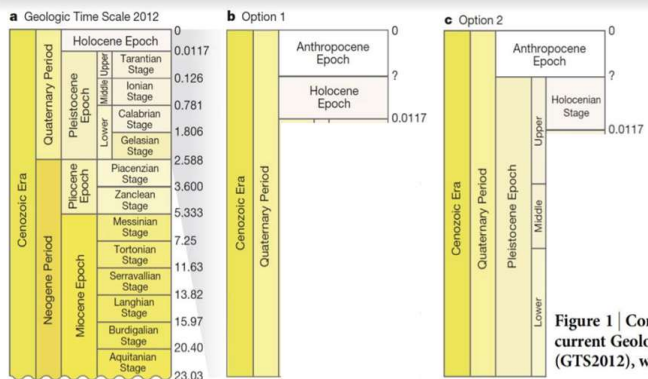 a Geologic Time Scale 2012
Cenozoic Era
Quaternary Period
Neogene Period
Holocene Epoch
Pleistocene
Epoch
Upper
Middle
Lower
Tarantian
Stage
Ionian
Stage
Calabrian
Stage
Gelasian
Stage
Pliocene
Epoch
Piacenzian
Stage
Zanclean
Stage
Miocene Epoch
Messinian
Stage
Tortonian
Stage
Serravallian
Stage
Langhian
Stage
Burdigalian
Stage
Aquitanian
Stage
0
0.0117
0.126
0.781
1.806
2.588
3.600
5.333
7.25
11.63
13.82
15.97
20.40
23.03
b Option 1
Cenozoic Era
Quaternary Period
Anthropocene
Epoch
Holocene
Epoch
0
?
0.0117
c Option 2
Cenozoic Era
Quaternary Period
Anthropocene
Epoch
Pleistocene Epoch
Upper
Middle
Lower
Holocenian
Stage
0
?
0.0117
Figure 1 | Con
current Geolo
(GTS2012), w